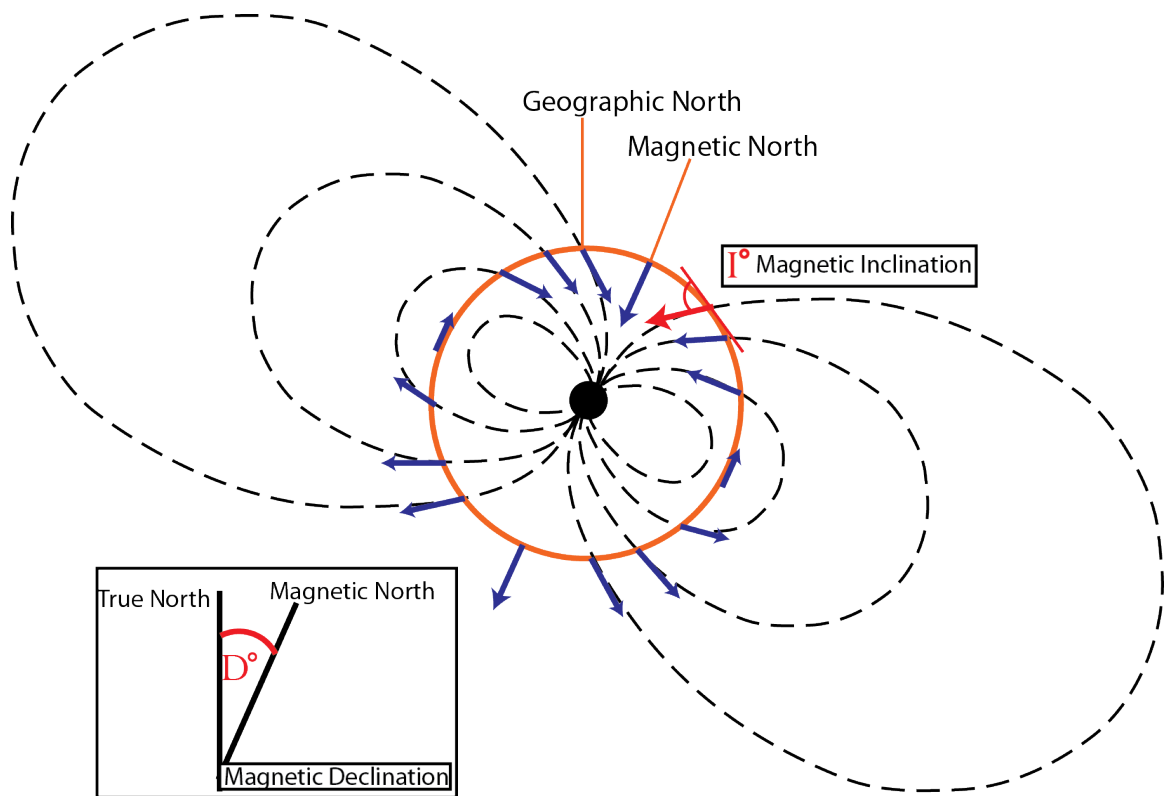 Geographic North
Magnetic North
I° Magnetic Inclination
True North
Magnetic North
D°
Magnetic Declination